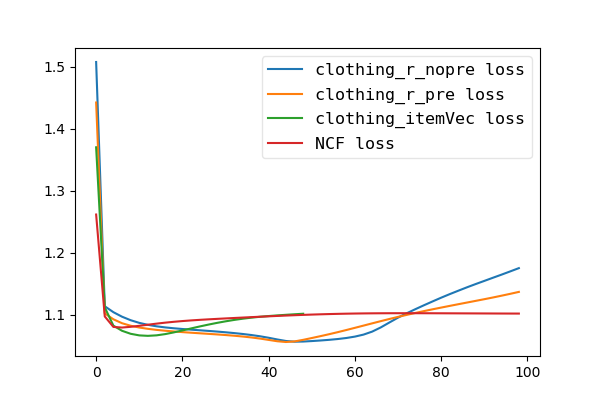 1.5
1.4
1.3
1.2
1.1
clothing_r_nopre loss
clothing_r_pre loss
clothing_itemVec loss
NCF loss
0 20 40 60 80 100